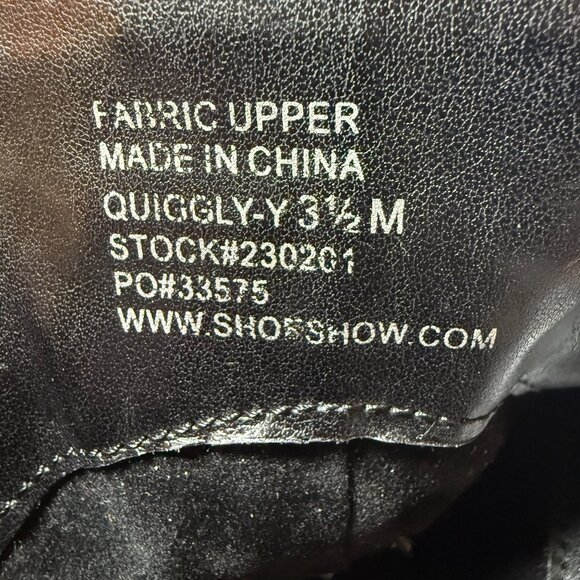 FABRIC UPPER
MADE IN CHINA
QUIGGLY-Y 3½ M
STOCK#230201
PO#33575
WWW.SHOESHOW.COM